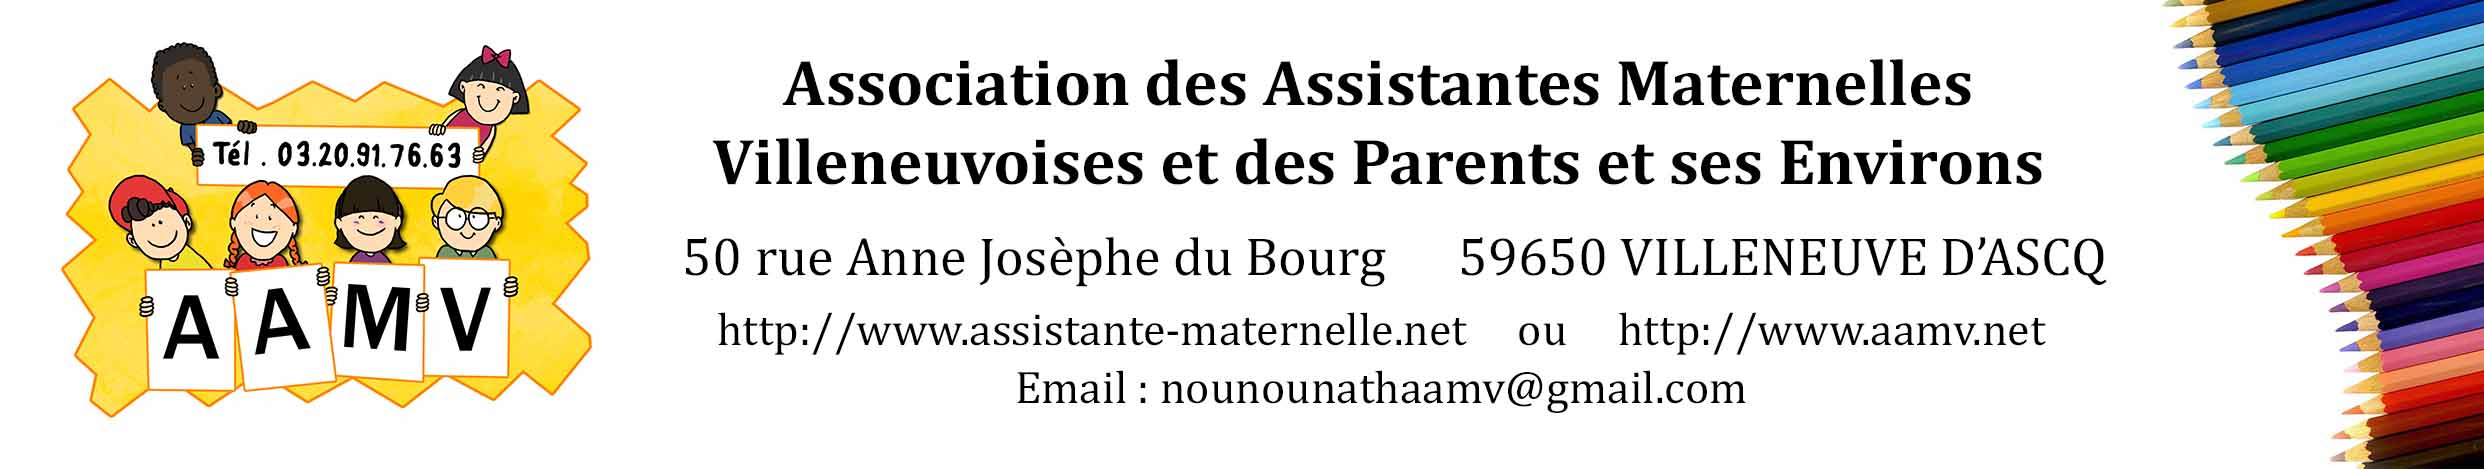 Tél . 03.20.91.76.63
A A M V
Association des Assistantes Maternelles
Villeneuvoises et des Parents et ses Environs
50 rue Anne Josèphe du Bourg 59650 VILLENEUVE D’ASCQ
http://www.assistante-maternelle.net ou http://www.aamv.net
Email : nounounathaamv@gmail.com